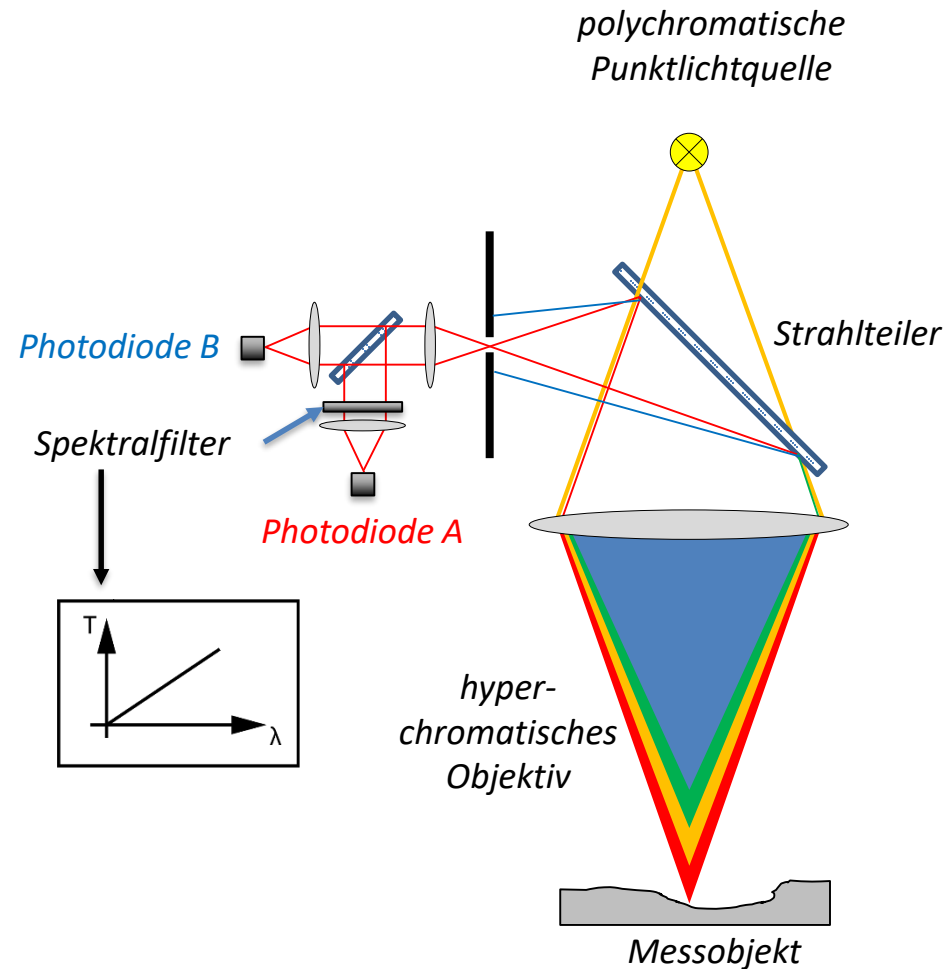 polychromatische
Punktlichtquelle
Strahlteiler
Photodiode B
Spektralfilter
Photodiode A
T
λ
hyper-
chromatisches
Objektiv
Messobjekt